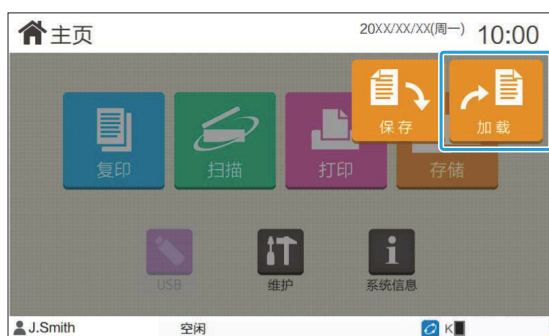 主页
20XX/XX/XX(周一) 10:00
保存 加载
复印 扫描 打印 存储
USB 维护 系统信息
J.Smith 空闲 K